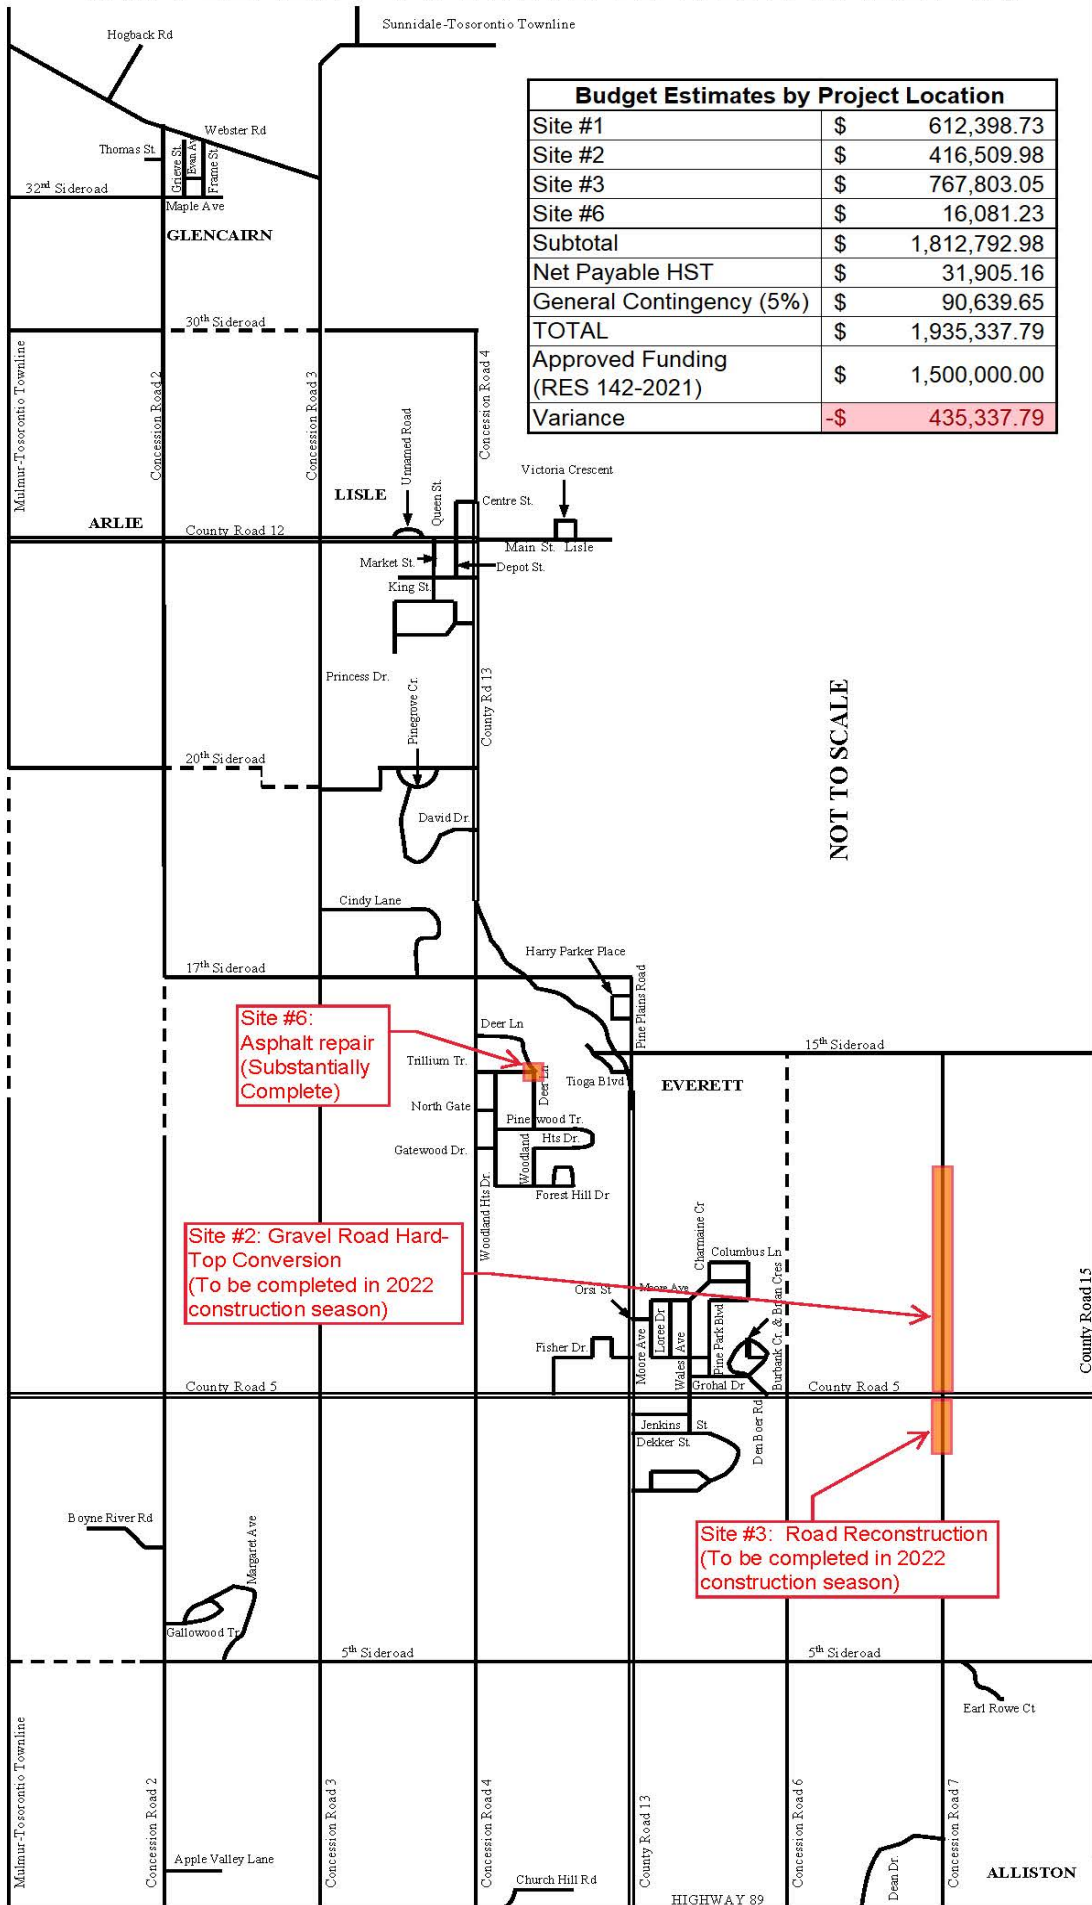 Sunnidale-Tosorontio Townline
Hogback Rd
Budget Estimates by Project Location
Site #1 $ 612,398.73
Site #2 $ 416,509.98
Site #3 $ 767,803.05
Site #6 $ 16,081.23
Subtotal $ 1,812,792.98
Net Payable HST $ 31,905.16
General Contingency (5%) $ 90,639.65
TOTAL $ 1,935,337.79
Approved Funding
(RES 142-2021) $ 1,500,000.00
Variance -$ 435,337.79
Webster Rd
Thomas St.
Grieve St.
Evan Av
Frame St.
32nd Sideroad
Maple Ave
GLENCAIRN
30th Sideroad
Mulmur-Tosorontio Townline
Concession Road 2
Concession Road 3
Concession Road 4
Unnamed Road
Queen St.
Victoria Crescent
LISLE
Centre St.
ARLIE
County Road 12
Main St. Lisle
Market St.
Depot St.
King St.
Princess Dr.
Pinegrove Cr.
County Rd 13
NOT TO SCALE
20th Sideroad
David Dr.
Cindy Lane
Harry Parker Place
17th Sideroad
Pine Plains Road
Site #6:
Asphalt repair
(Substantially
Complete)
Deer Ln
15th Sideroad
Trillium Tr.
Deer Ln
Tioga Blvd
EVERETT
North Gate
Pinewood Tr.
Gatewood Dr.
Woodland
Hts Dr.
Woodland Hts Dr.
Forest Hill Dr
Site #2: Gravel Road Hard-
Top Conversion
(To be completed in 2022
construction season)
Charmaine Cr
Columbus Ln
Orsi St
Moore Ave
Loree Dr
Moore Ave
Wales Ave
Pine Park Blvd
Burbank Cr. & Brian Cres
County Road 15
Fisher Dr.
Grohal Dr
County Road 5
County Road 5
Den Boer Rd
Jenkins St
Dekker St.
Boyne River Rd
Margaret Ave
Site #3: Road Reconstruction
(To be completed in 2022
construction season)
Gallowood Tr.
5th Sideroad
5th Sideroad
Earl Rowe Ct
Mulmur-Tosorontio Townline
Concession Road 2
Concession Road 3
Concession Road 4
County Road 13
Concession Road 6
Concession Road 7
Dean Dr.
Apple Valley Lane
ALLISTON
Church Hill Rd
HIGHWAY 89